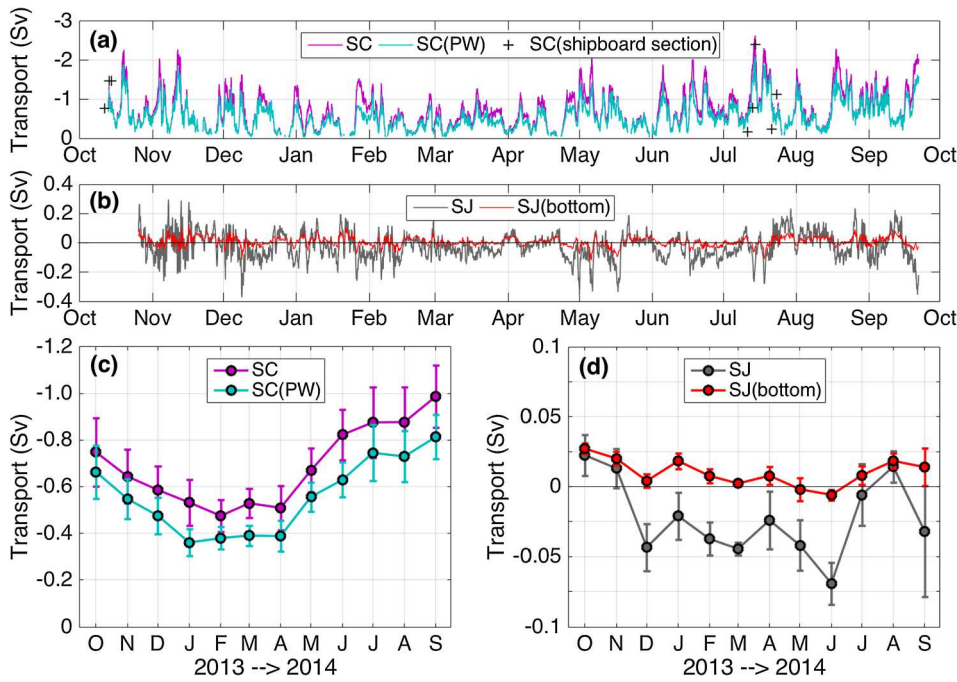 (a)
SC SC(PW) + SC(shipboard section)
Transport (Sv)
-3
-2
-1
0
Oct Nov Dec Jan Feb Mar Apr May Jun Jul Aug Sep Oct
(b)
SJ SJ(bottom)
Transport (Sv)
0.4
0.2
0
-0.2
-0.4
Oct Nov Dec Jan Feb Mar Apr May Jun Jul Aug Sep Oct
(c)
SC
SC(PW)
Transport (Sv)
-1.2
-1.0
-0.8
-0.6
-0.4
-0.2
0
O N D J F M A M J J A S
2013 --> 2014
(d)
SJ
SJ(bottom)
Transport (Sv)
0.1
0.05
0
-0.05
-0.1
O N D J F M A M J J A S
2013 --> 2014